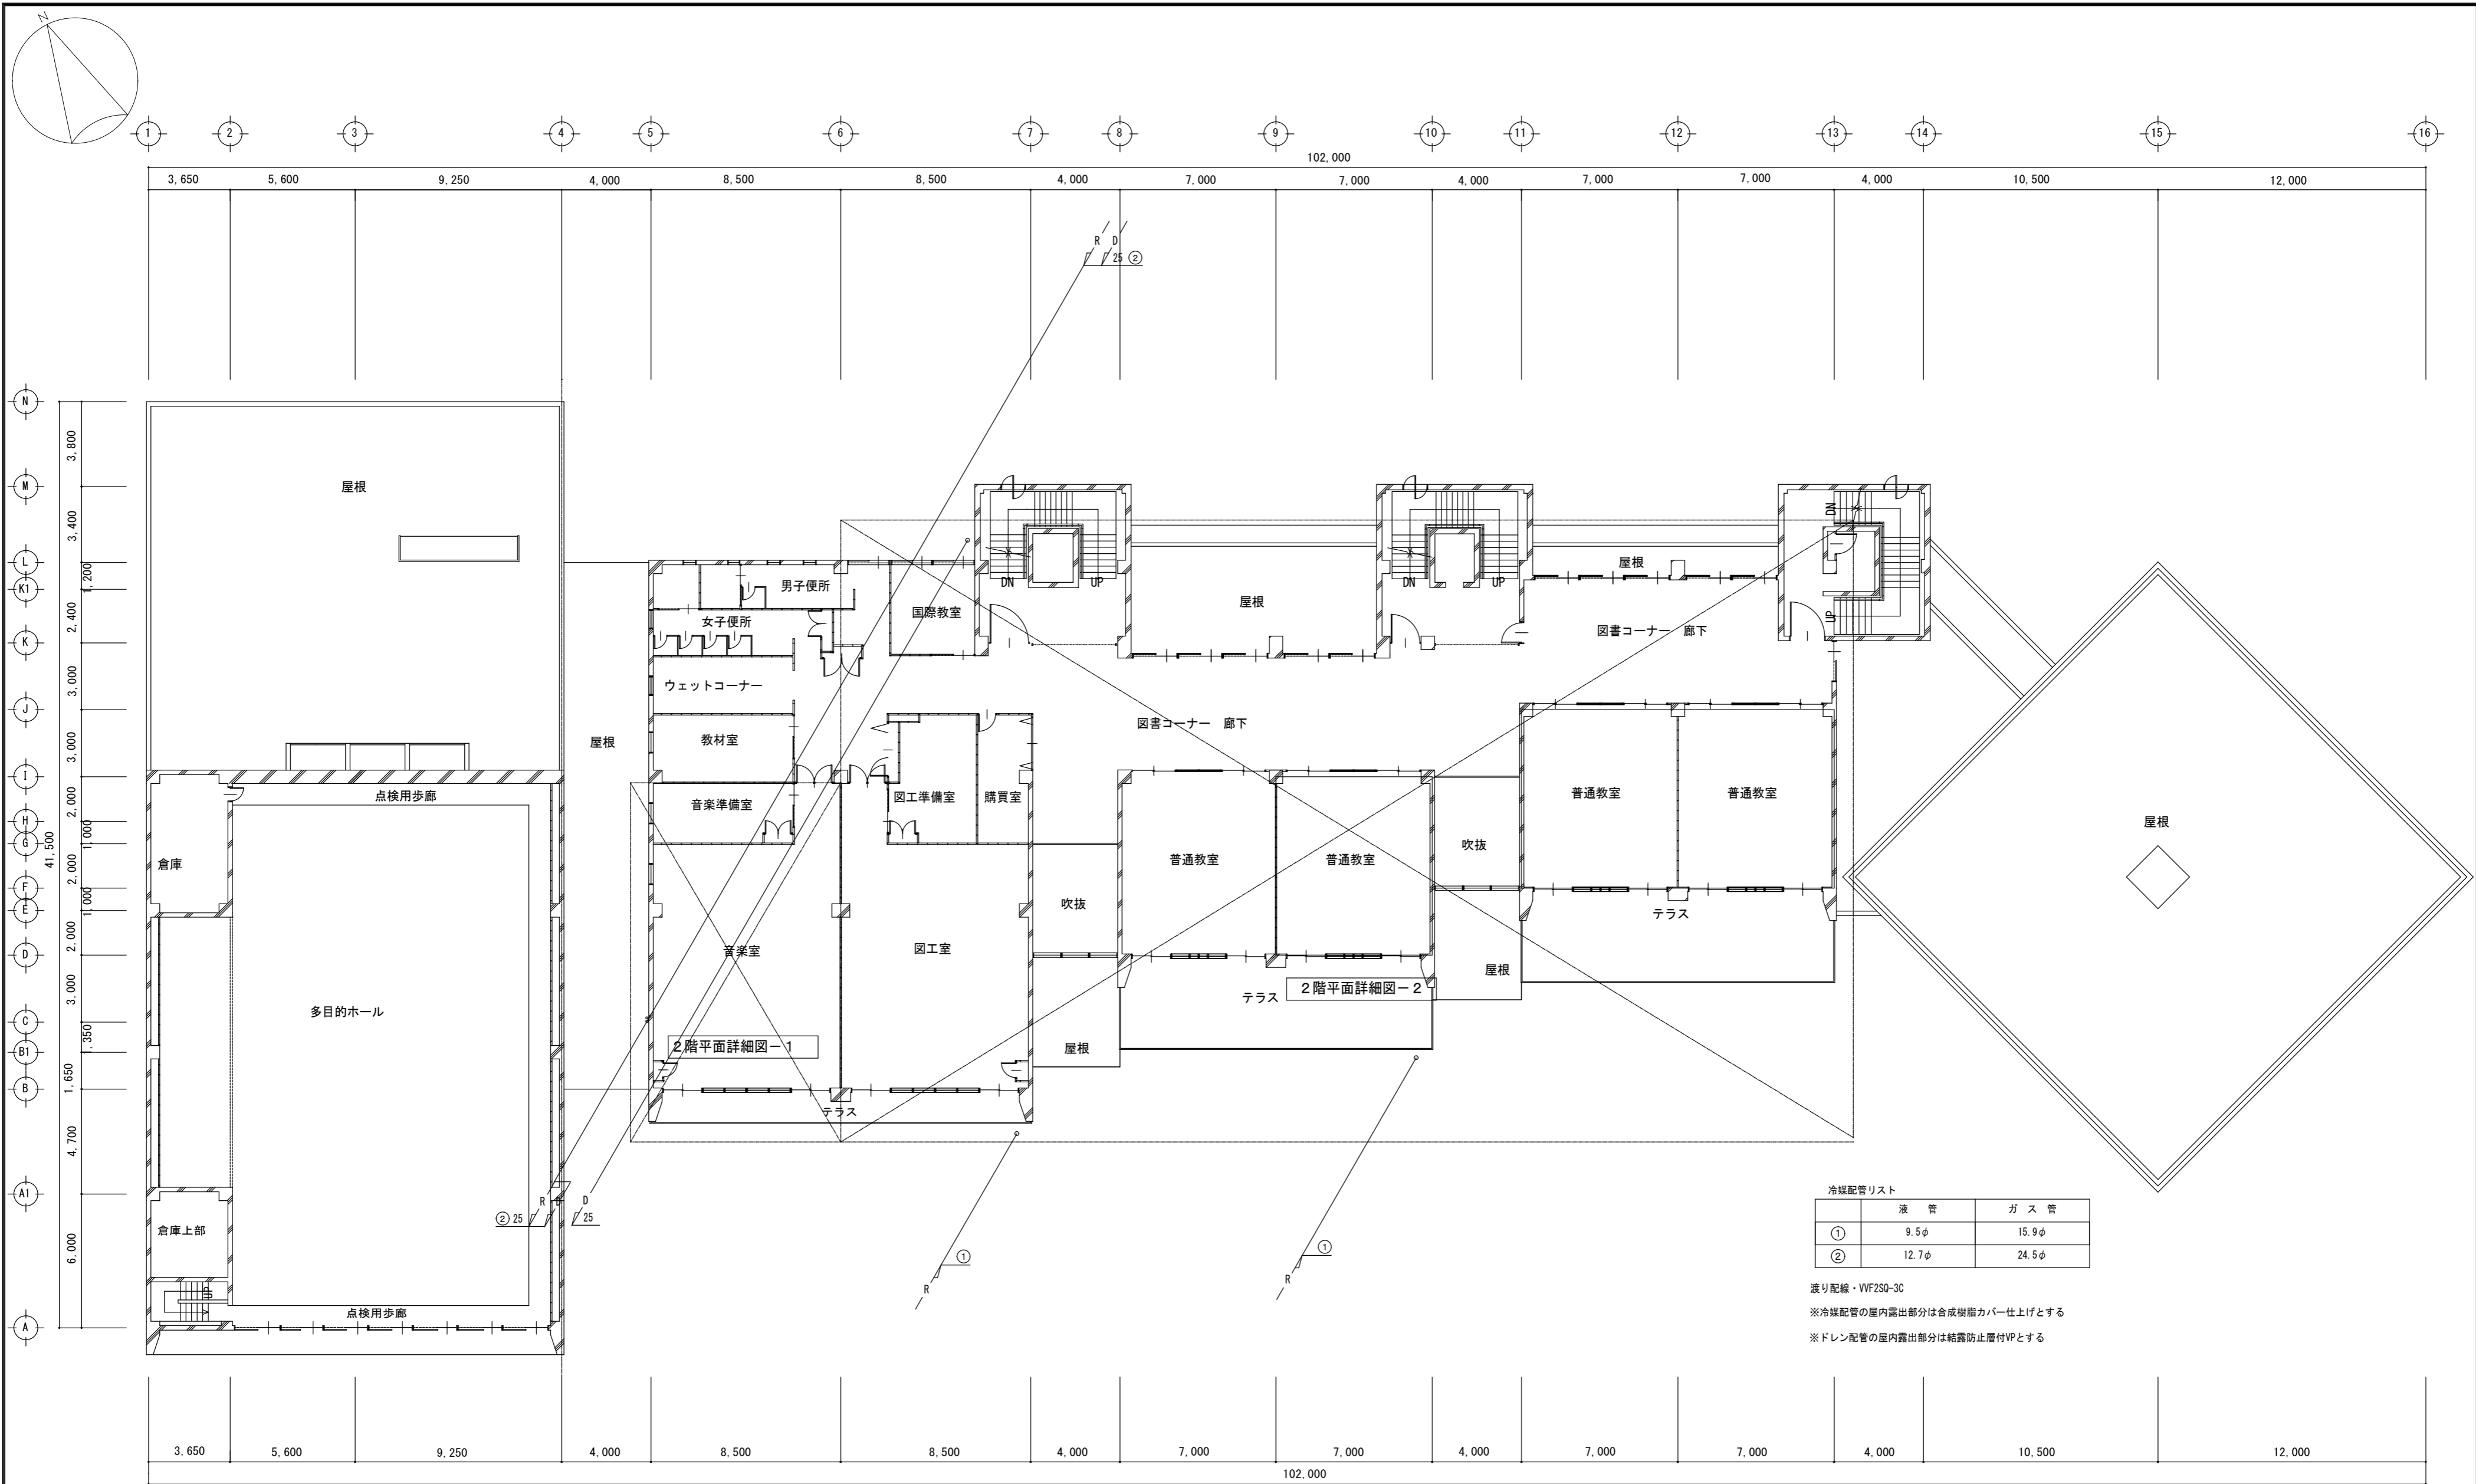 N
1 2 3 4 5 6 7 8 9 10 11 12 13 14 15 16
102,000
3,650 5,600 9,250 4,000 8,500 8,500 4,000 7,000 7,000 4,000 7,000 7,000 4,000 10,500 12,000
R D
25 ②
N
3,800
M
3,400
L
1,200
K1
2,400
K
3,000
J
3,000
I
2,000
H
1,000
G
41,500
2,000
F
1,000
E
2,000
D
3,000
C
1,350
B1
1,650
B
4,700
A1
6,000
A
屋根
男子便所
国際教室
女子便所
ウェットコーナー
教材室
屋根
音楽準備室
図工準備室
購買室
DN UP
屋根
DN UP
屋根
図書コーナー 廊下
DN
UP
図書コーナー 廊下
点検用歩廊
倉庫
音楽室
図工室
吹抜
普通教室
普通教室
吹抜
普通教室
普通教室
屋根
テラス
屋根
テラス
2階平面詳細図-2
多目的ホール
2階平面詳細図-1
屋根
テラス
倉庫上部
UP
点検用歩廊
② 25
R D
D
25
①
R
①
R
冷媒配管リスト
液 管 ガ ス 管
① 9.5φ 15.9φ
② 12.7φ 24.5φ
渡り配線・VVF2SQ-3C
※冷媒配管の屋内露出部分は合成樹脂カバー仕上げとする
※ドレン配管の屋内露出部分は結露防止層付VPとする
3,650 5,600 9,250 4,000 8,500 8,500 4,000 7,000 7,000 4,000 7,000 7,000 4,000 10,500 12,000
102,000